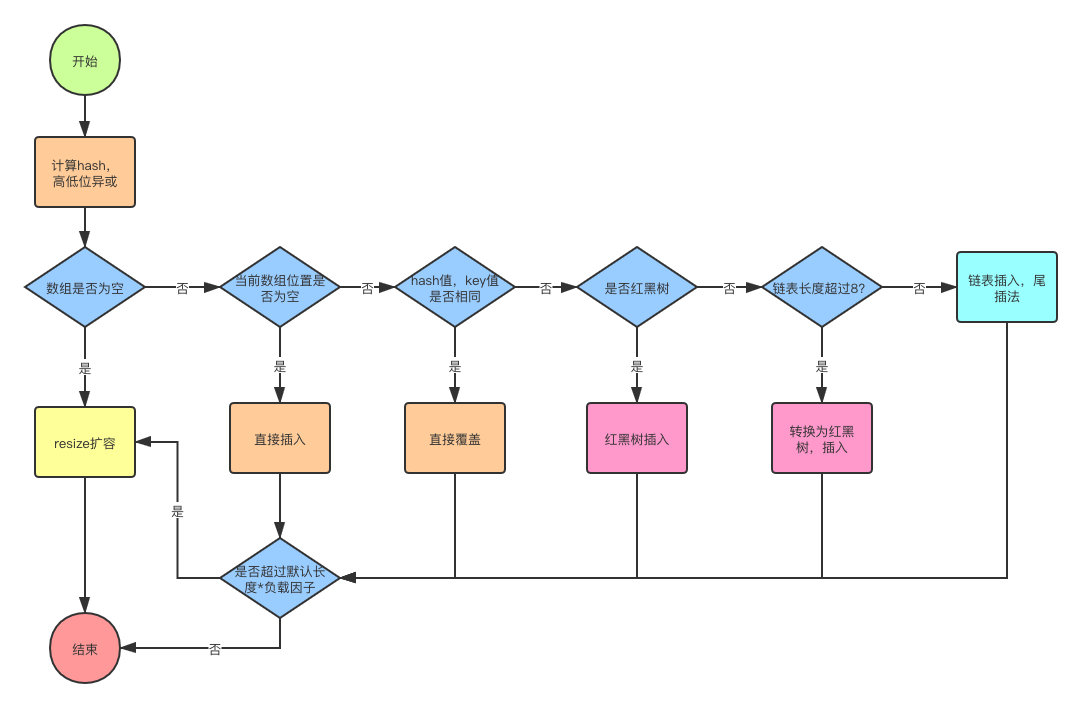 开始
计算hash，
高低位异或
数组是否为空
否
当前数组位置是
否为空
否
hash值，key值
是否相同
否
是否红黑树
否
链表长度超过8？
否
链表插入，尾
插法
是
是
是
是
是
resize扩容
直接插入
直接覆盖
红黑树插入
转换为红黑
树，插入
是
是否超过默认长
度*负载因子
否
结束